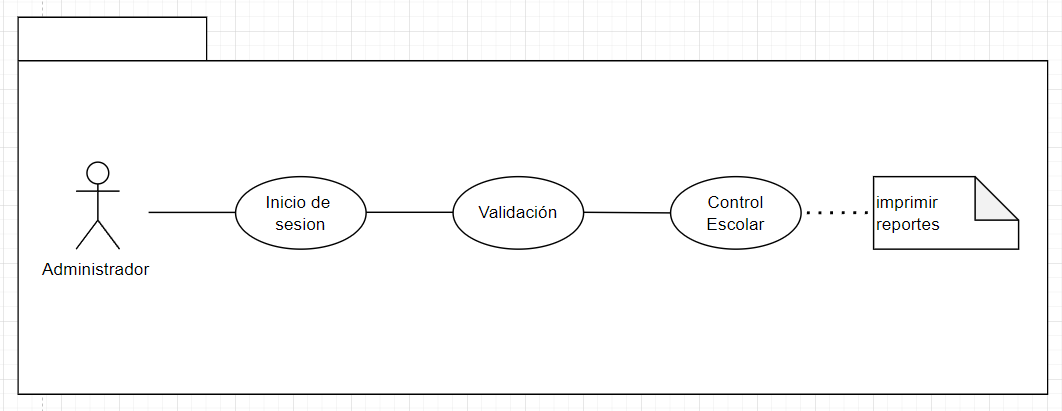 Inicio de
sesion
Validación
Control
Escolar
imprimir
reportes
Administrador